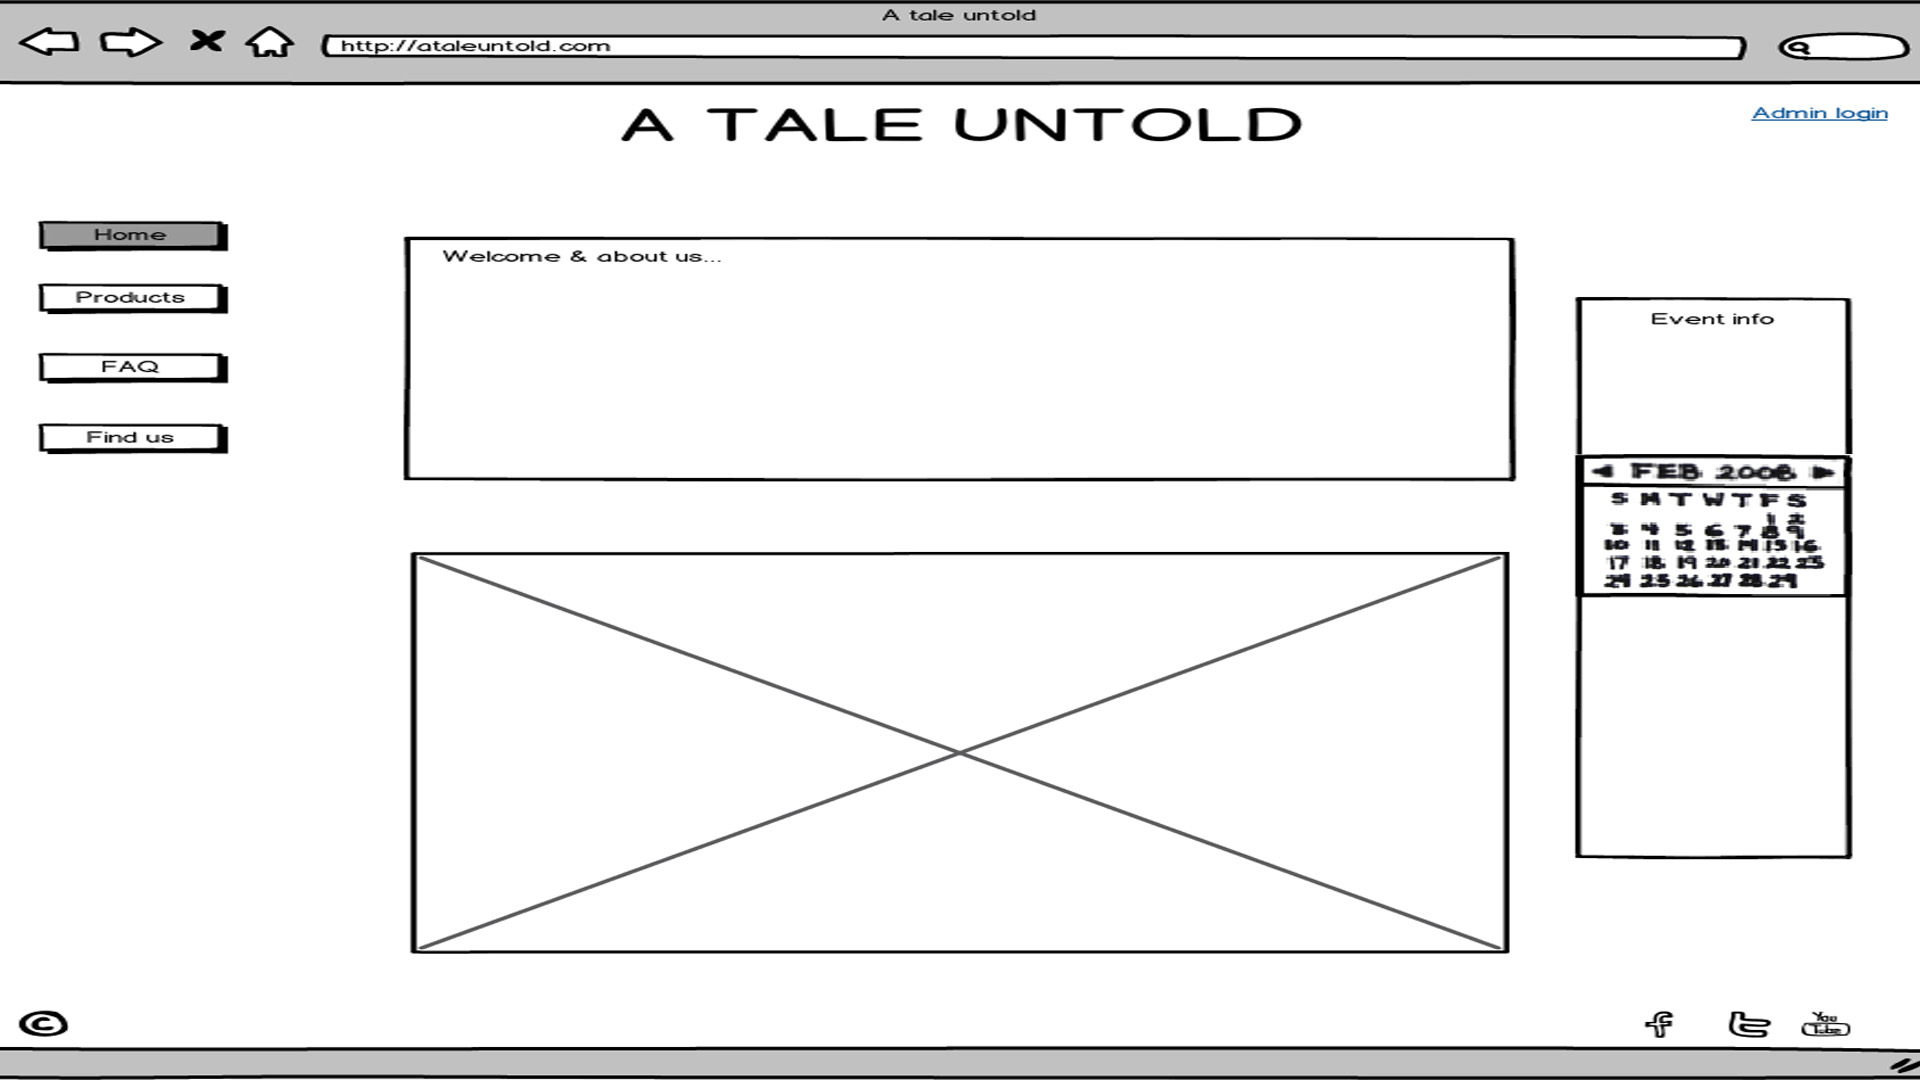 A tale untold
http://ataleuntold.com
A TALE UNTOLD
Admin login
Home
Products
FAQ
Find us
Welcome & about us...
Event info
FEB 2008
S M T W T F S
1 2
3 4 5 6 7 8 9
10 11 12 13 14 15 16
17 18 19 20 21 22 23
24 25 26 27 28 29
©
You
Tube